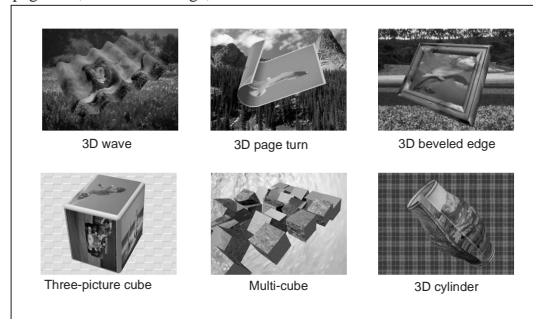 3D wave
3D page turn
3D beveled edge
Three-picture cube
Multi-cube
3D cylinder